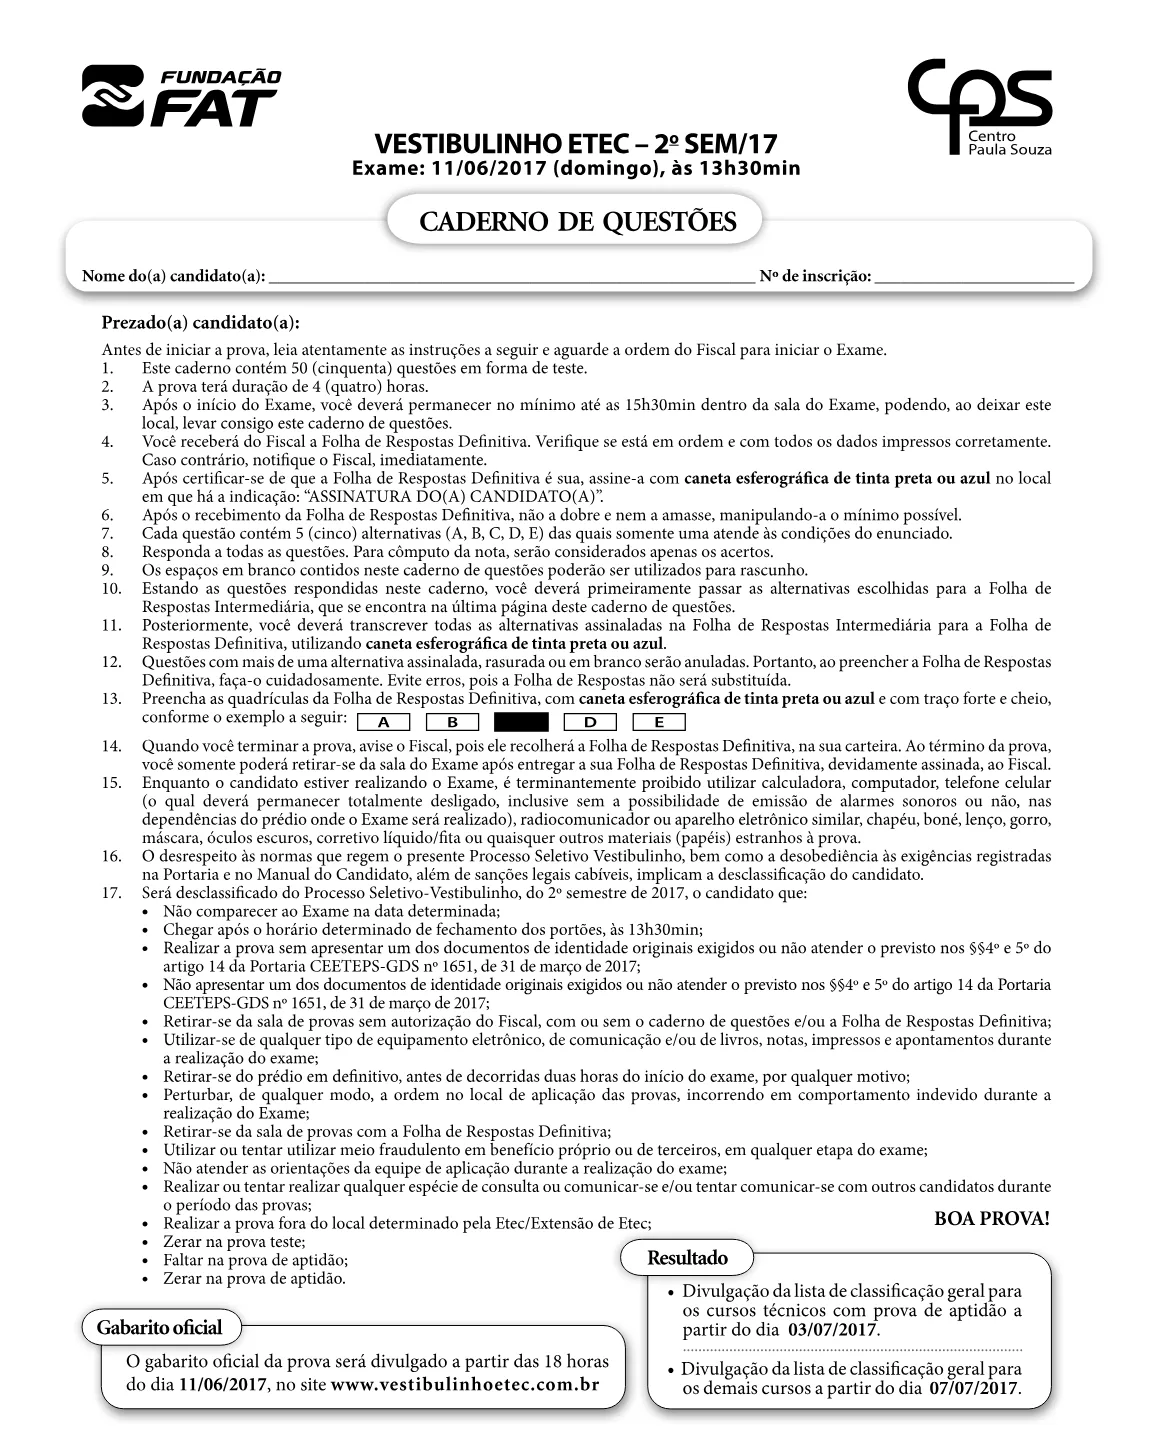 FUNDAÇÃO
FAT
CPS
Centro
Paula Souza
VESTIBULINHO ETEC – 2º SEM/17
Exame: 11/06/2017 (domingo), às 13h30min
CADERNO DE QUESTÕES
Nome do(a) candidato(a): ______________________________ Nº de inscrição: ______________
Prezado(a) candidato(a):
Antes de iniciar a prova, leia atentamente as instruções a seguir e aguarde a ordem do Fiscal para iniciar o Exame.
1. Este caderno contém 50 (cinquenta) questões em forma de teste.
2. A prova terá duração de 4 (quatro) horas.
3. Após o início do Exame, você deverá permanecer no mínimo até as 15h30min dentro da sala do Exame, podendo, ao deixar este
local, levar consigo este caderno de questões.
4. Você receberá do Fiscal a Folha de Respostas Definitiva. Verifique se está em ordem e com todos os dados impressos corretamente.
Caso contrário, notifique o Fiscal, imediatamente.
5. Após certificar-se de que a Folha de Respostas Definitiva é sua, assine-a com caneta esferográfica de tinta preta ou azul no local
em que há a indicação: “ASSINATURA DO(A) CANDIDATO(A)”.
6. Após o recebimento da Folha de Respostas Definitiva, não a dobre e nem a amasse, manipulando-a o mínimo possível.
7. Cada questão contém 5 (cinco) alternativas (A, B, C, D, E) das quais somente uma atende às condições do enunciado.
8. Responda a todas as questões. Para cômputo da nota, serão considerados apenas os acertos.
9. Os espaços em branco contidos neste caderno de questões poderão ser utilizados para rascunho.
10. Estando as questões respondidas neste caderno, você deverá primeiramente passar as alternativas escolhidas para a Folha de
Respostas Intermediária, que se encontra na última página deste caderno de questões.
11. Posteriormente, você deverá transcrever todas as alternativas assinaladas na Folha de Respostas Intermediária para a Folha de
Respostas Definitiva, utilizando caneta esferográfica de tinta preta ou azul.
12. Questões com mais de uma alternativa assinalada, rasurada ou em branco serão anuladas. Portanto, ao preencher a Folha de Respostas
Definitiva, faça-o cuidadosamente. Evite erros, pois a Folha de Respostas não será substituída.
13. Preencha as quadrículas da Folha de Respostas Definitiva, com caneta esferográfica de tinta preta ou azul e com traço forte e cheio,
conforme o exemplo a seguir: A B D E
14. Quando você terminar a prova, avise o Fiscal, pois ele recolherá a Folha de Respostas Definitiva, na sua carteira. Ao término da prova,
você somente poderá retirar-se da sala do Exame após entregar a sua Folha de Respostas Definitiva, devidamente assinada, ao Fiscal.
15. Enquanto o candidato estiver realizando o Exame, é terminantemente proibido utilizar calculadora, computador, telefone celular
(o qual deverá permanecer totalmente desligado, inclusive sem a possibilidade de emissão de alarmes sonoros ou não, nas
dependências do prédio onde o Exame será realizado), radiocomunicador ou aparelho eletrônico similar, chapéu, boné, lenço, gorro,
máscara, óculos escuros, corretivo líquido/fita ou quaisquer outros materiais (papéis) estranhos à prova.
16. O desrespeito às normas que regem o presente Processo Seletivo Vestibulinho, bem como a desobediência às exigências registradas
na Portaria e no Manual do Candidato, além de sanções legais cabíveis, implicam a desclassificação do candidato.
17. Será desclassificado do Processo Seletivo-Vestibulinho, do 2º semestre de 2017, o candidato que:
• Não comparecer ao Exame na data determinada;
• Chegar após o horário determinado de fechamento dos portões, às 13h30min;
• Realizar a prova sem apresentar um dos documentos de identidade originais exigidos ou não atender o previsto nos §§4º e 5º do
artigo 14 da Portaria CEETEPS-GDS nº 1651, de 31 de março de 2017;
• Não apresentar um dos documentos de identidade originais exigidos ou não atender o previsto nos §§4º e 5º do artigo 14 da Portaria
CEETEPS-GDS nº 1651, de 31 de março de 2017;
• Retirar-se da sala de provas sem autorização do Fiscal, com ou sem o caderno de questões e/ou a Folha de Respostas Definitiva;
• Utilizar-se de qualquer tipo de equipamento eletrônico, de comunicação e/ou de livros, notas, impressos e apontamentos durante
a realização do exame;
• Retirar-se do prédio em definitivo, antes de decorridas duas horas do início do exame, por qualquer motivo;
• Perturbar, de qualquer modo, a ordem no local de aplicação das provas, incorrendo em comportamento indevido durante a
realização do Exame;
• Retirar-se da sala de provas com a Folha de Respostas Definitiva;
• Utilizar ou tentar utilizar meio fraudulento em benefício próprio ou de terceiros, em qualquer etapa do exame;
• Não atender as orientações da equipe de aplicação durante a realização do exame;
• Realizar ou tentar realizar qualquer espécie de consulta ou comunicar-se e/ou tentar comunicar-se com outros candidatos durante
o período das provas;
• Realizar a prova fora do local determinado pela Etec/Extensão de Etec;
• Zerar na prova teste;
• Faltar na prova de aptidão;
• Zerar na prova de aptidão.
BOA PROVA!
Gabarito oficial
O gabarito oficial da prova será divulgado a partir das 18 horas
do dia 11/06/2017, no site www.vestibulinhoetec.com.br
Resultado
• Divulgação da lista de classificação geral para
os cursos técnicos com prova de aptidão a
partir do dia 03/07/2017.
• Divulgação da lista de classificação geral para
os demais cursos a partir do dia 07/07/2017.